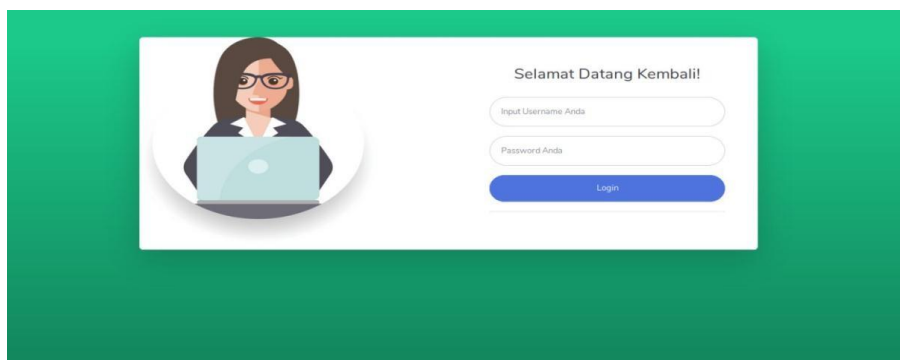 Selamat Datang Kembali!
Input Username Anda
Password Anda
Login